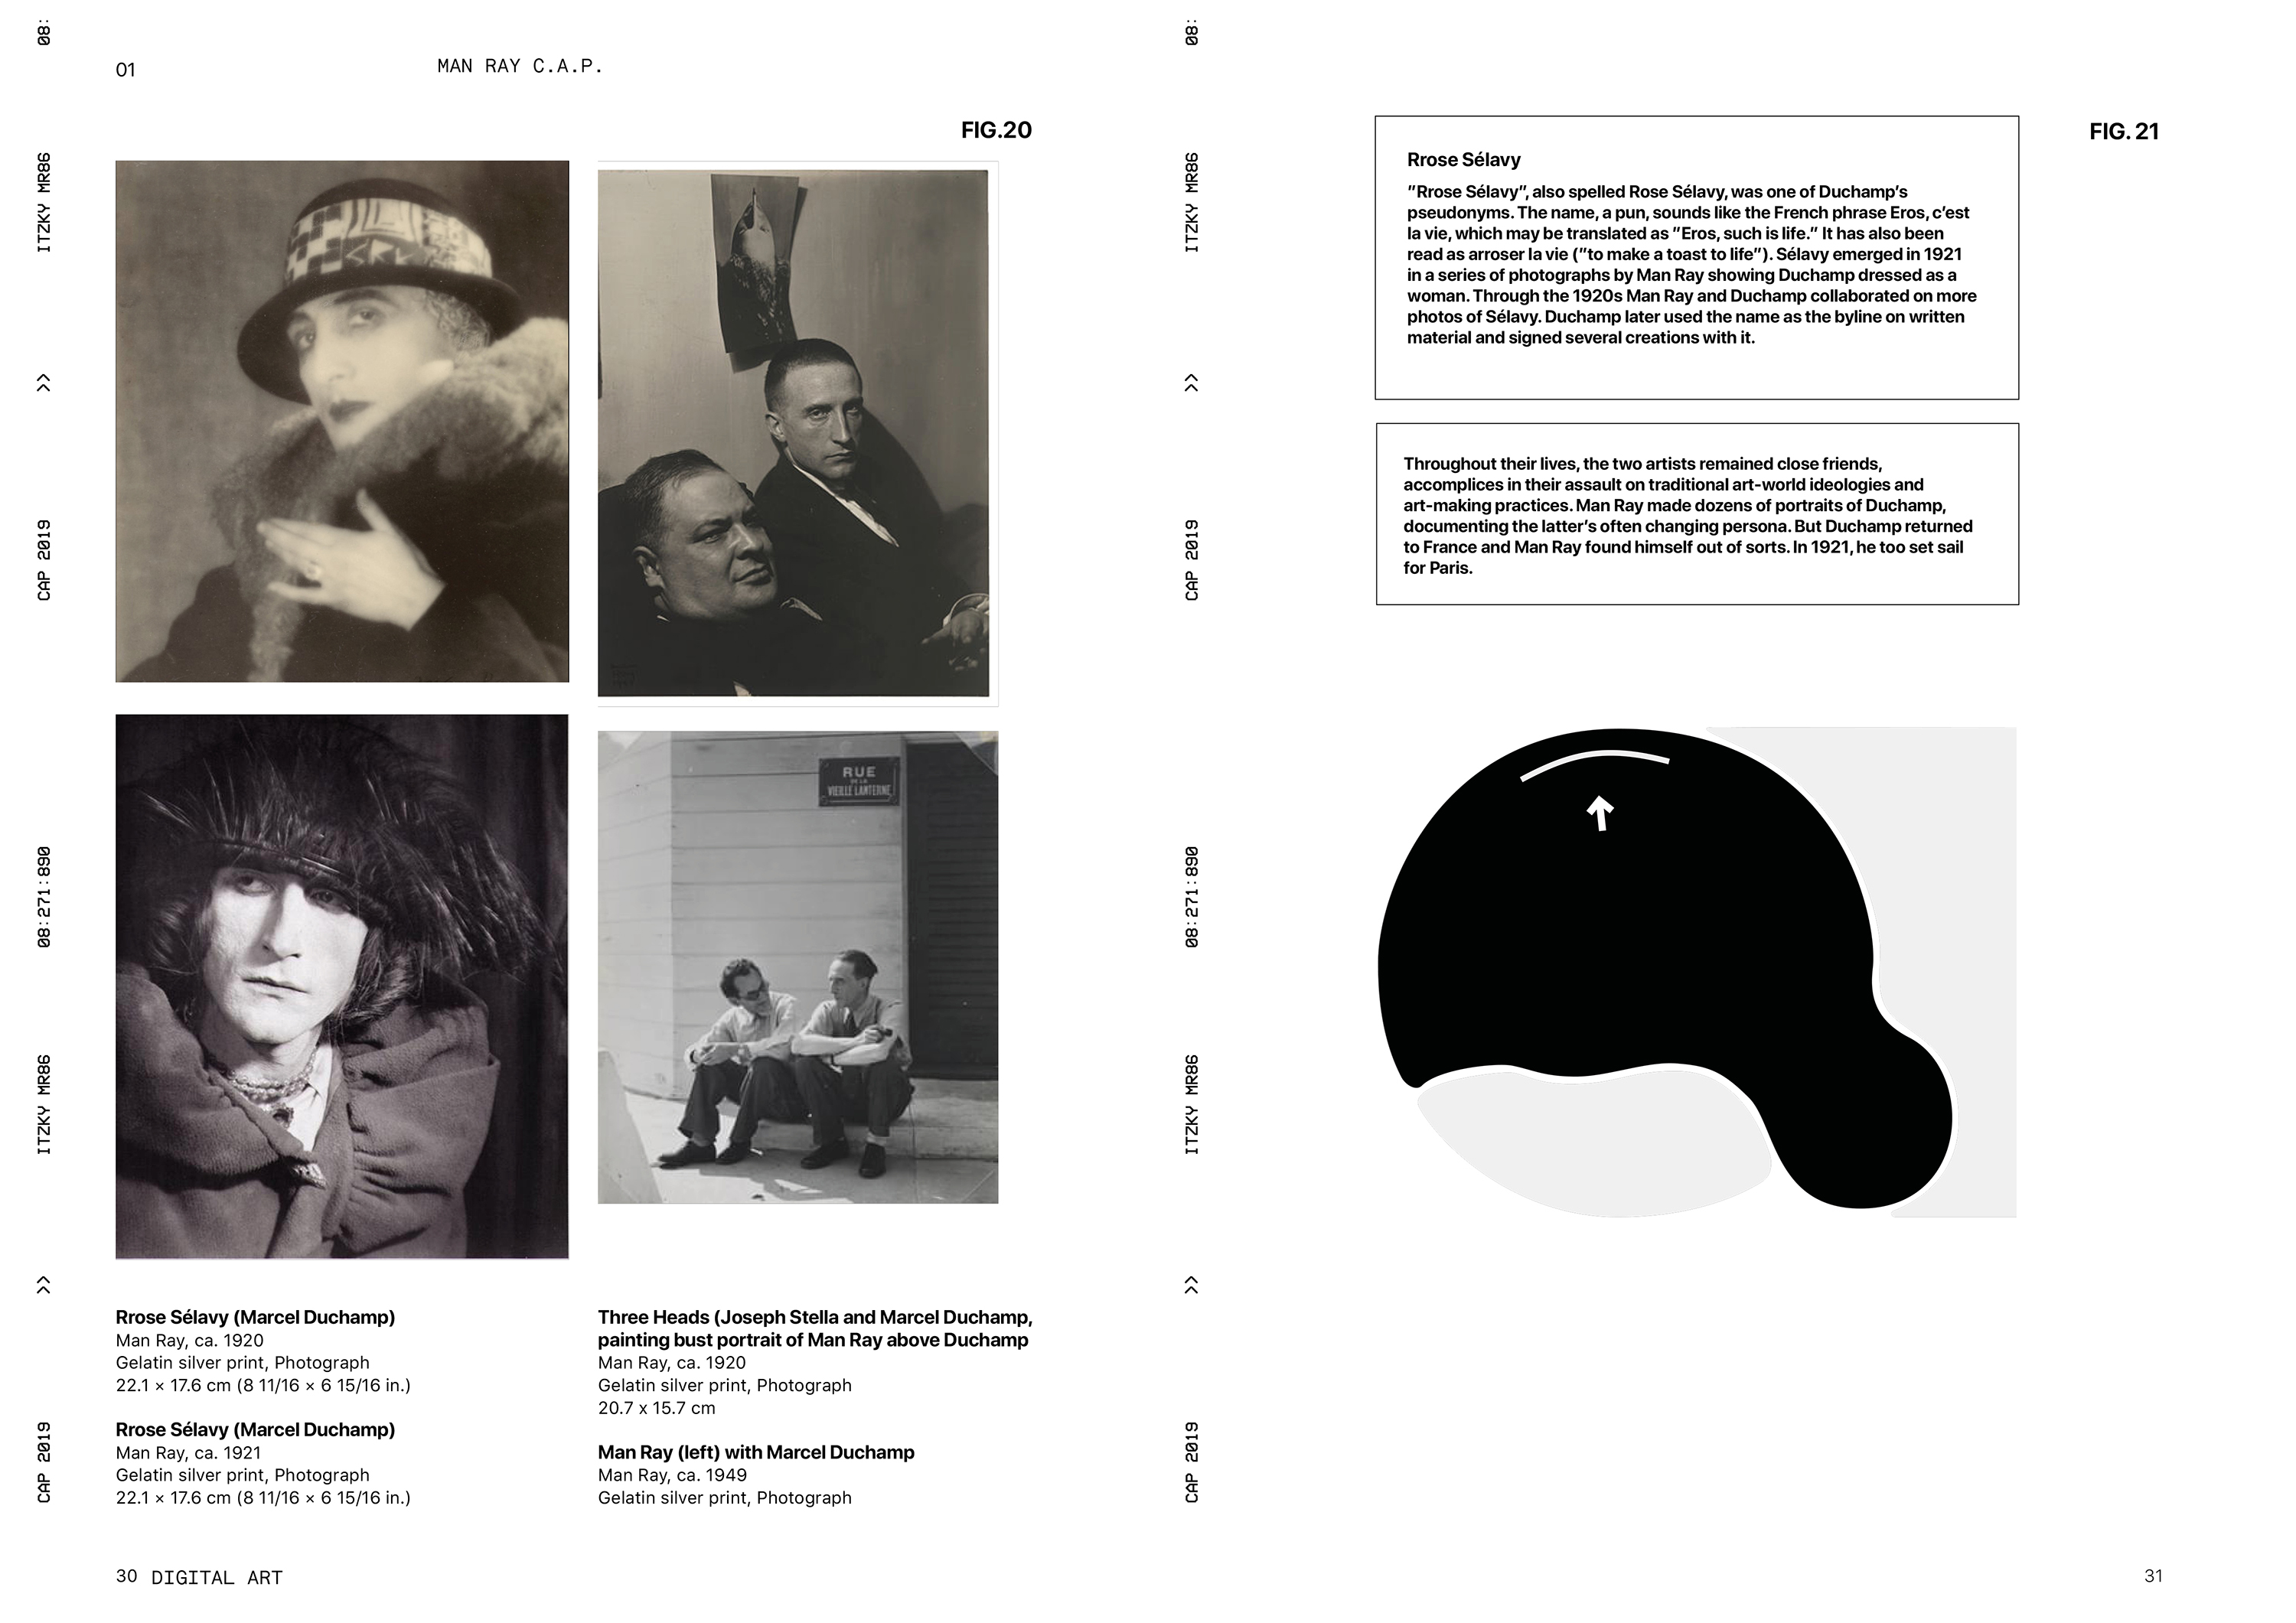 08:
ITZKY MR86
>>
CAP 2019
08:271:890
ITZKY MR86
>>
CAP 2019
01
MAN RAY C.A.P.
FIG.20
RUE
DE LA
VIEILLE LANTERNE
Rrose Sélavy (Marcel Duchamp)
Man Ray, ca. 1920
Gelatin silver print, Photograph
22.1 × 17.6 cm (8 11/16 × 6 15/16 in.)
Rrose Sélavy (Marcel Duchamp)
Man Ray, ca. 1921
Gelatin silver print, Photograph
22.1 × 17.6 cm (8 11/16 × 6 15/16 in.)
Three Heads (Joseph Stella and Marcel Duchamp,
painting bust portrait of Man Ray above Duchamp
Man Ray, ca. 1920
Gelatin silver print, Photograph
20.7 x 15.7 cm
Man Ray (left) with Marcel Duchamp
Man Ray, ca. 1949
Gelatin silver print, Photograph
30 DIGITAL ART
08:
ITZKY MR86
>>
CAP 2019
08:271:890
ITZKY MR86
>>
CAP 2019
FIG. 21
Rrose Sélavy
"Rrose Sélavy", also spelled Rose Sélavy, was one of Duchamp's
pseudonyms. The name, a pun, sounds like the French phrase Eros, c'est
la vie, which may be translated as "Eros, such is life." It has also been
read as arroser la vie ("to make a toast to life"). Sélavy emerged in 1921
in a series of photographs by Man Ray showing Duchamp dressed as a
woman. Through the 1920s Man Ray and Duchamp collaborated on more
photos of Sélavy. Duchamp later used the name as the byline on written
material and signed several creations with it.
Throughout their lives, the two artists remained close friends,
accomplices in their assault on traditional art-world ideologies and
art-making practices. Man Ray made dozens of portraits of Duchamp,
documenting the latter's often changing persona. But Duchamp returned
to France and Man Ray found himself out of sorts. In 1921, he too set sail
for Paris.
31